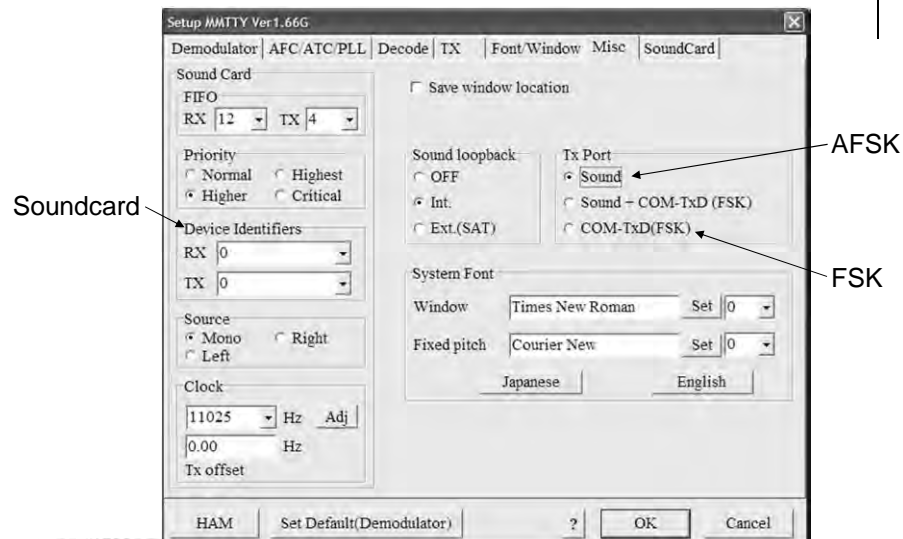 Setup MMTTY Ver1.66G
Demodulator AFC/ATC/PLL Decode TX Font/Window Misc SoundCard
Sound Card
FIFO
RX 12 TX 4
Priority
Normal Highest
Higher Critical
Soundcard
Device Identifiers
RX 0
TX 0
Source
Mono Right
Left
Clock
11025 Hz Adj
0.00 Hz
Tx offset
Save window location
Sound loopback
OFF
Int.
Ext.(SAT)
Tx Port
Sound
Sound + COM-TxD (FSK)
COM-TxD(FSK)
AFSK
FSK
System Font
Window Times New Roman Set 0
Fixed pitch Courier New Set 0
Japanese English
HAM Set Default(Demodulator) ? OK Cancel